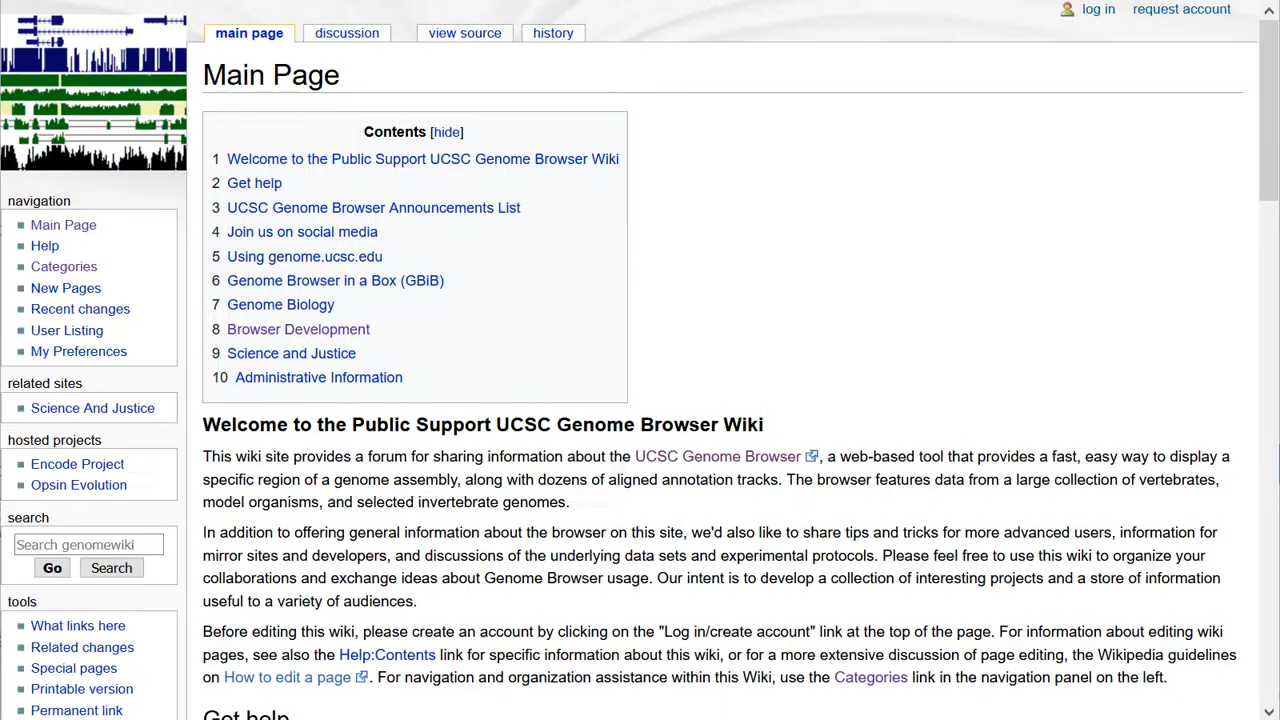 log in request account
main page discussion view source history
Main Page
Contents [hide]
1 Welcome to the Public Support UCSC Genome Browser Wiki
2 Get help
3 UCSC Genome Browser Announcements List
4 Join us on social media
5 Using genome.ucsc.edu
6 Genome Browser in a Box (GBiB)
7 Genome Biology
8 Browser Development
9 Science and Justice
10 Administrative Information
navigation
Main Page
Help
Categories
New Pages
Recent changes
User Listing
My Preferences
related sites
Science And Justice
hosted projects
Encode Project
Opsin Evolution
search
Search genomewiki
Go Search
tools
What links here
Related changes
Special pages
Printable version
Permanent link
Welcome to the Public Support UCSC Genome Browser Wiki
This wiki site provides a forum for sharing information about the UCSC Genome Browser, a web-based tool that provides a fast, easy way to display a
specific region of a genome assembly, along with dozens of aligned annotation tracks. The browser features data from a large collection of vertebrates,
model organisms, and selected invertebrate genomes.
In addition to offering general information about the browser on this site, we'd also like to share tips and tricks for more advanced users, information for
mirror sites and developers, and discussions of the underlying data sets and experimental protocols. Please feel free to use this wiki to organize your
collaborations and exchange ideas about Genome Browser usage. Our intent is to develop a collection of interesting projects and a store of information
useful to a variety of audiences.
Before editing this wiki, please create an account by clicking on the "Log in/create account" link at the top of the page. For information about editing wiki
pages, see also the Help:Contents link for specific information about this wiki, or for a more extensive discussion of page editing, the Wikipedia guidelines
on How to edit a page. For navigation and organization assistance within this Wiki, use the Categories link in the navigation panel on the left.
Get help